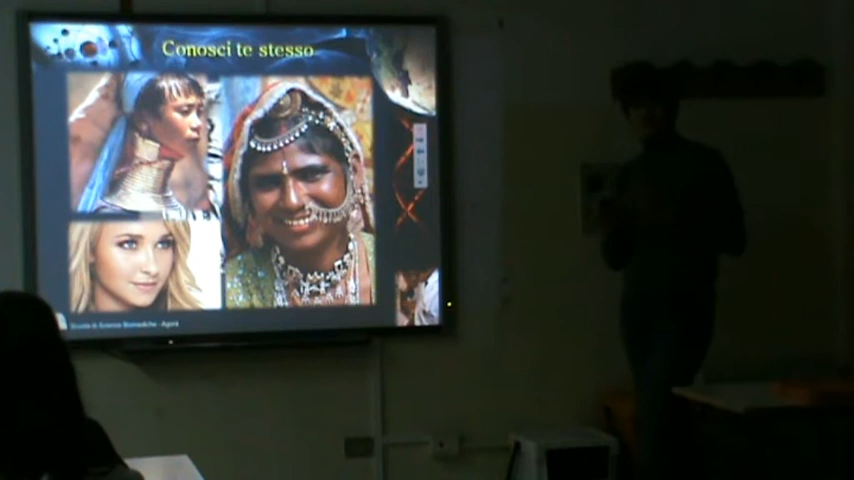 Conosci te stesso
Scuola di Scienze Biomediche - Agorà